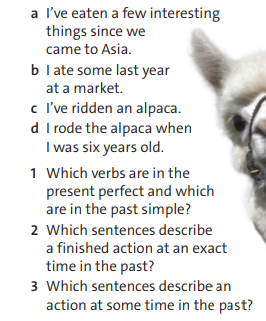 a I've eaten a few interesting
things since we
came to Asia.
b I ate some last year
at a market.
c I've ridden an alpaca.
d I rode the alpaca when
I was six years old.
1 Which verbs are in the
present perfect and which
are in the past simple?
2 Which sentences describe
a finished action at an exact
time in the past?
3 Which sentences describe an
action at some time in the past?